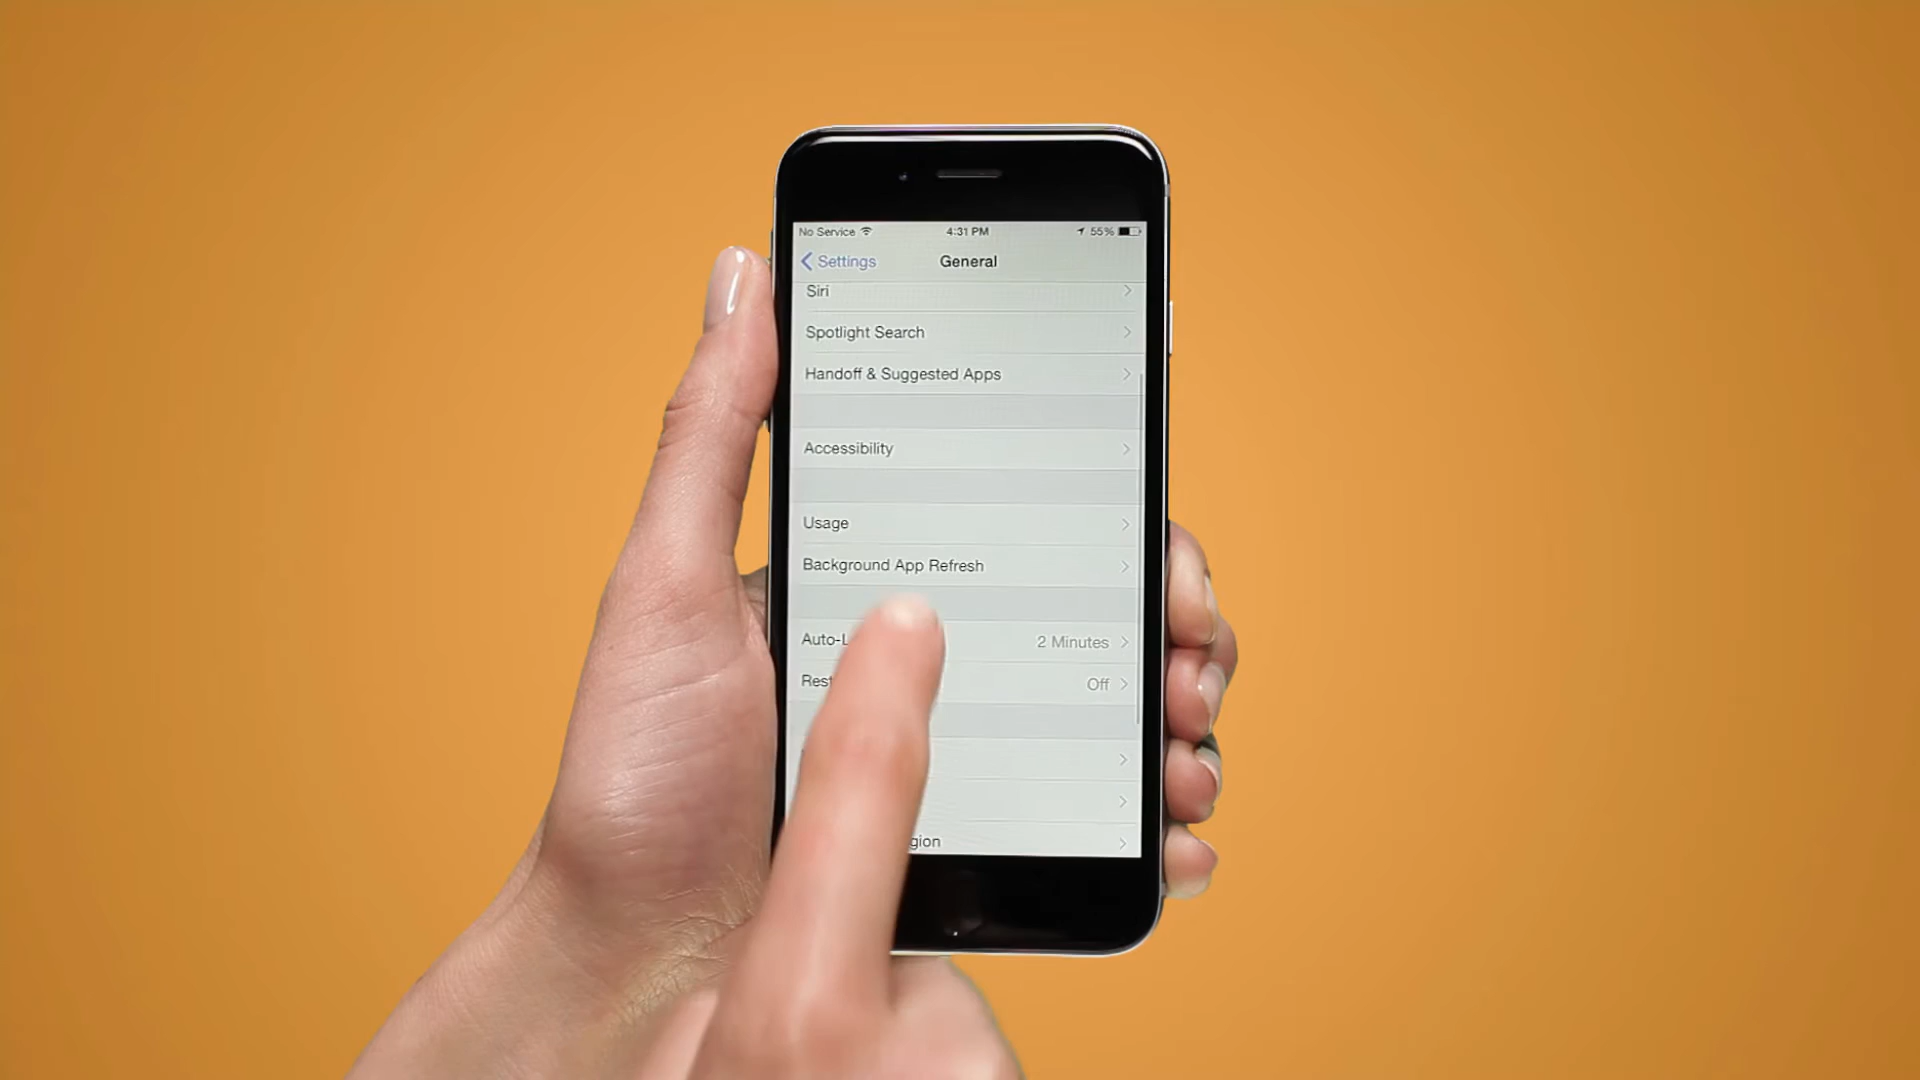 No Service 4:31 PM 55%
Settings General
Siri
Spotlight Search
Handoff & Suggested Apps
Accessibility
Usage
Background App Refresh
Auto-L 2 Minutes
Rest Off
gion